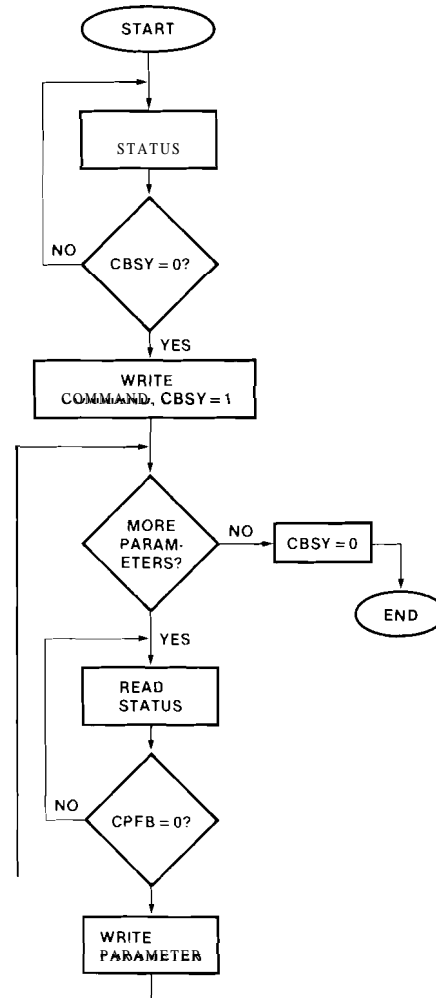 START
STATUS
CBSY = 0?
NO
YES
WRITE
COMMAND, CBSY = 1
MORE
PARAM-
ETERS?
NO
CBSY = 0
END
YES
READ
STATUS
CPFB = 0?
NO
WRITE
PARAMETER